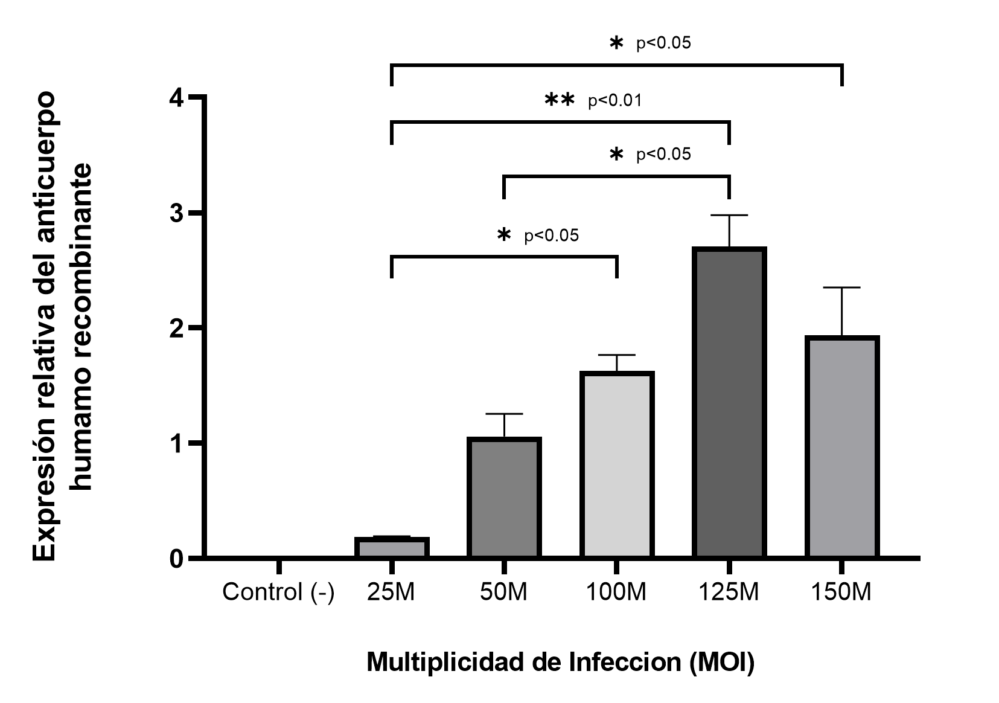 * p<0.05
** p<0.01
* p<0.05
* p<0.05
Expresión relativa del anticuerpo
humamo recombinante
4
3
2
1
0
Control (-) 25M 50M 100M 125M 150M
Multiplicidad de Infeccion (MOI)